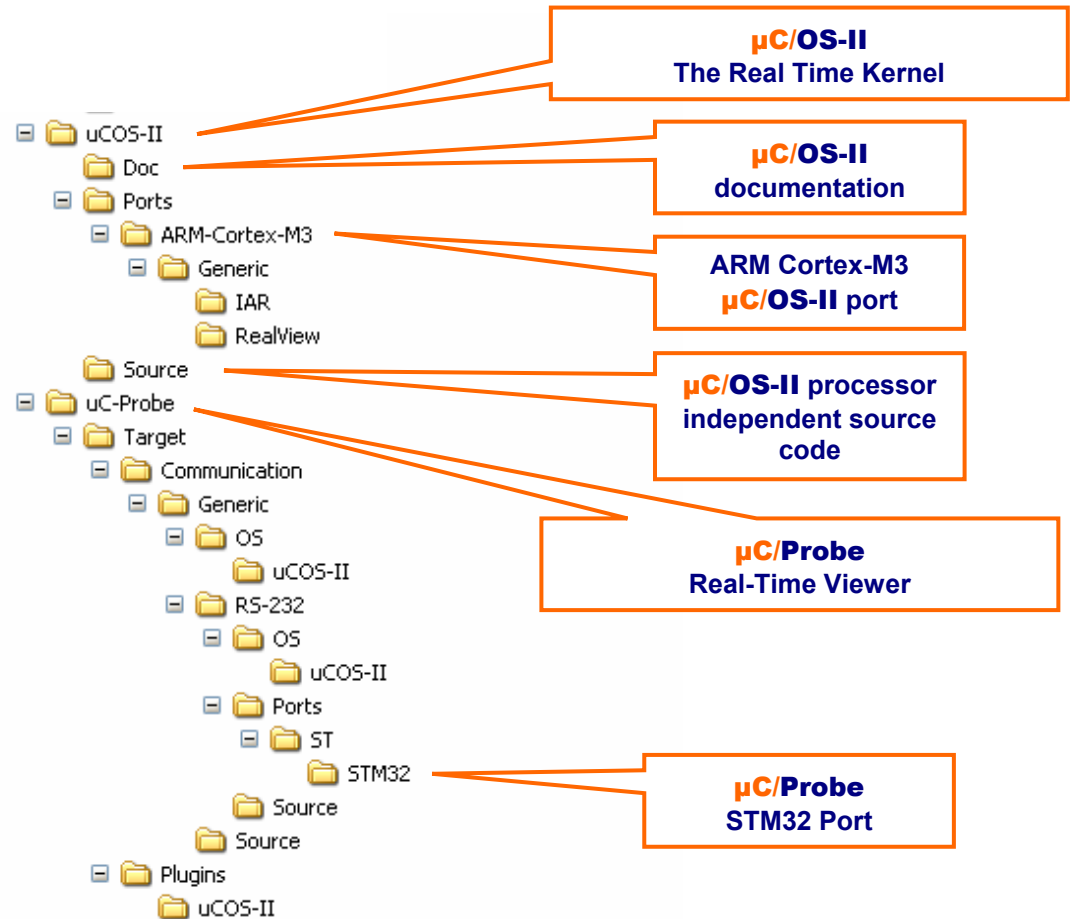 µC/OS-II
The Real Time Kernel
uCOS-II
Doc
µC/OS-II
documentation
Ports
ARM-Cortex-M3
ARM Cortex-M3
µC/OS-II port
Generic
IAR
RealView
Source
µC/OS-II processor
independent source
code
uC-Probe
Target
Communication
Generic
OS
µC/Probe
Real-Time Viewer
uCOS-II
RS-232
OS
uCOS-II
Ports
ST
STM32
µC/Probe
STM32 Port
Source
Source
Plugins
uCOS-II